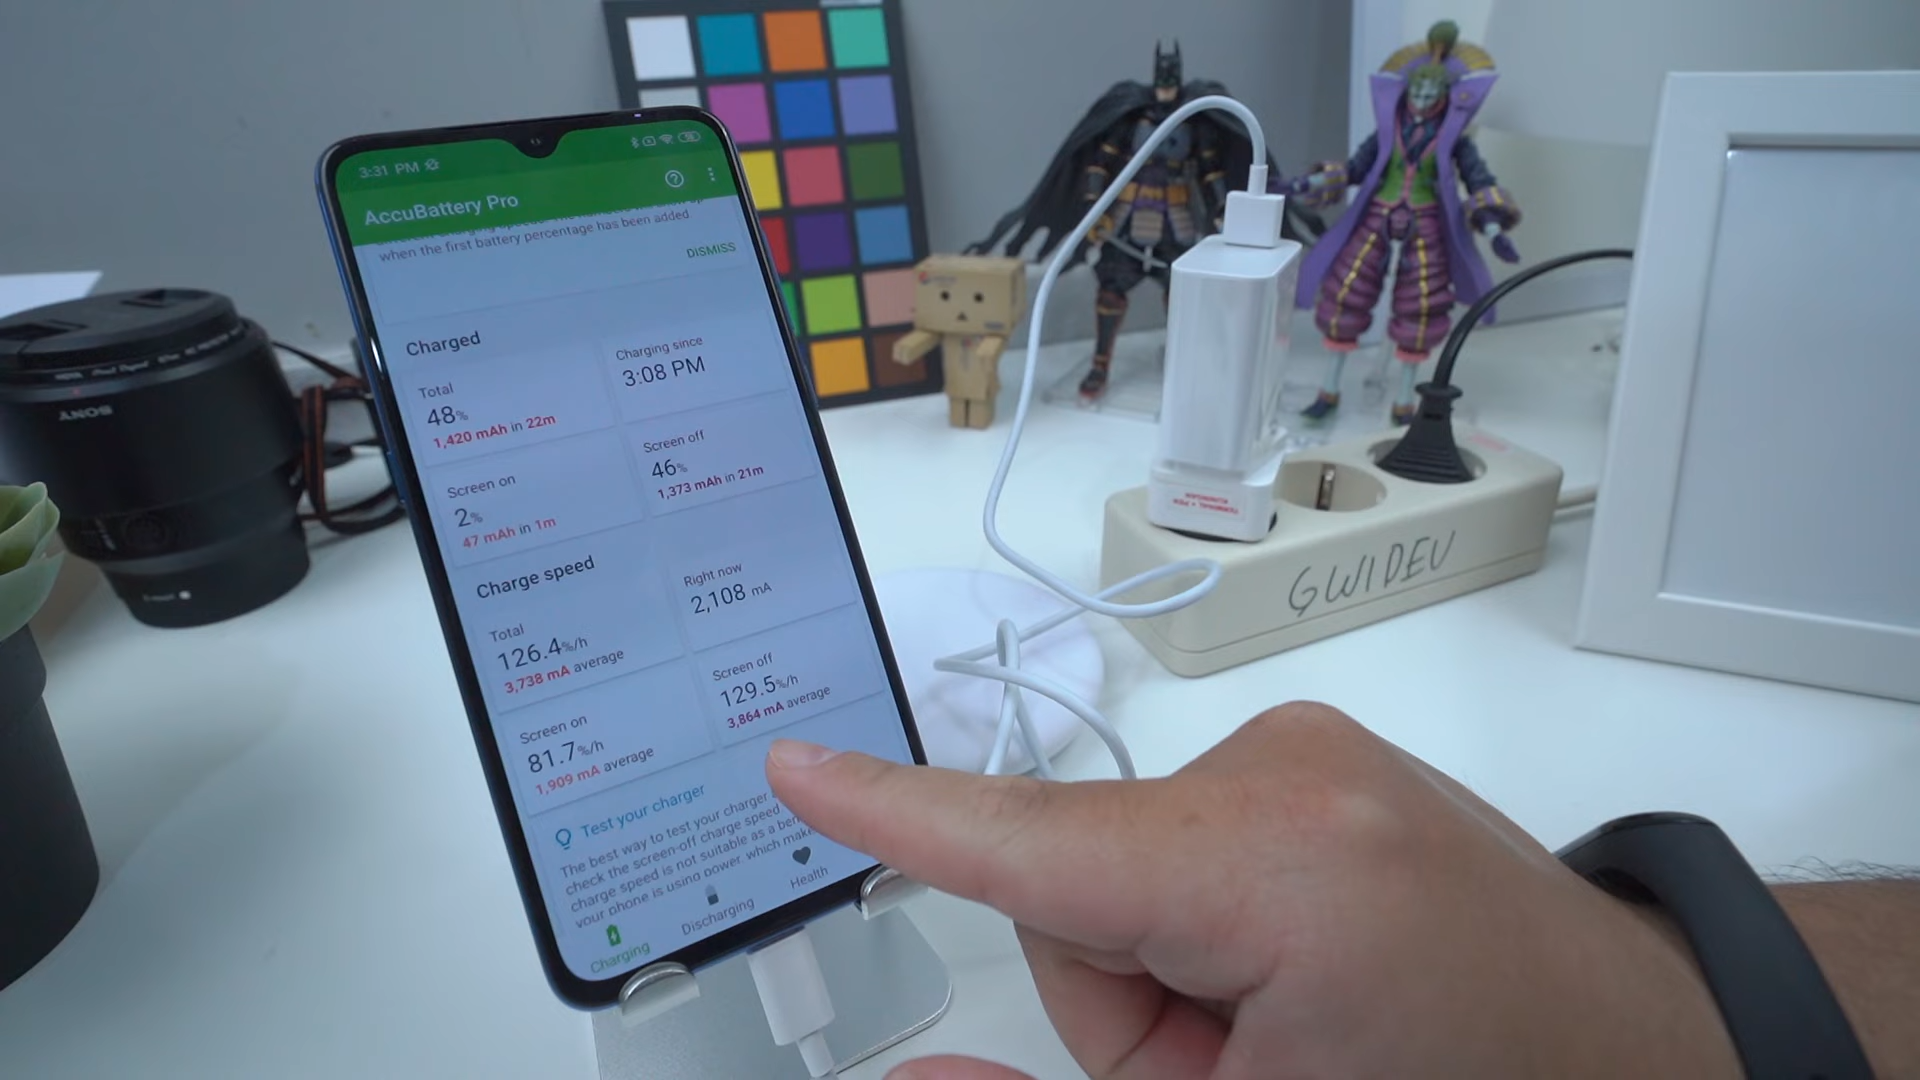 3:31 PM
AccuBattery Pro
when the first battery percentage has been added
DISMISS
Charged
Total
48%
1,420 mAh in 22m
Charging since
3:08 PM
Screen on
2%
47 mAh in 1m
Screen off
46%
1,373 mAh in 21m
Charge speed
Total
126.4%/h
3,738 mA average
Right now
2,108 mA
Screen on
81.7%/h
1,909 mA average
Screen off
129.5%/h
3,864 mA average
Test your charger
The best way to test your charger
check the screen-off charge speed
charge speed is not suitable as a
your phone is using power, which
Charging
Discharging
Health
SONY
GWIDEV